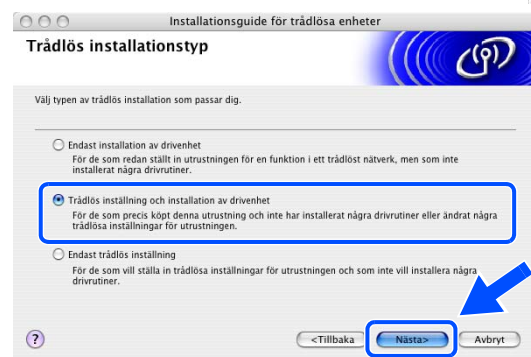 Installationsguide för trådlösa enheter
Trådlös installationstyp
Välj typen av trådlös installation som passar dig.
Endast installation av drivenhet
För de som redan ställt in utrustningen för en funktion i ett trådlöst nätverk, men som inte
installerat några drivrutiner.
Trådlös inställning och installation av drivenhet
För de som precis köpt denna utrustning och inte har installerat några drivrutiner eller ändrat några
trådlösa inställningar för utrustningen.
Endast trådlös inställning
För de som vill ställa in trådlösa inställningar för utrustningen och som inte vill installera några
drivrutiner.
? <Tillbaka Nästa> Avbryt